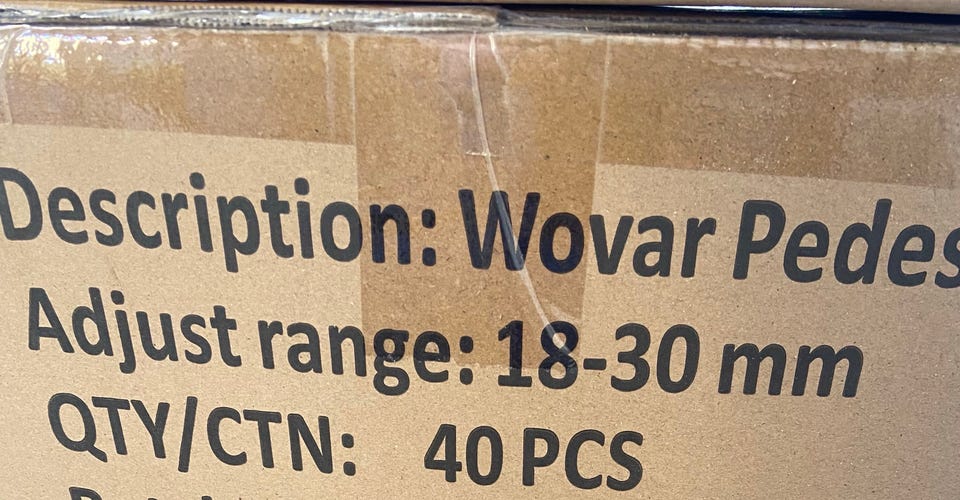 Description: Wovar Pedes
Adjust range: 18-30 mm
QTY/CTN: 40 PCS